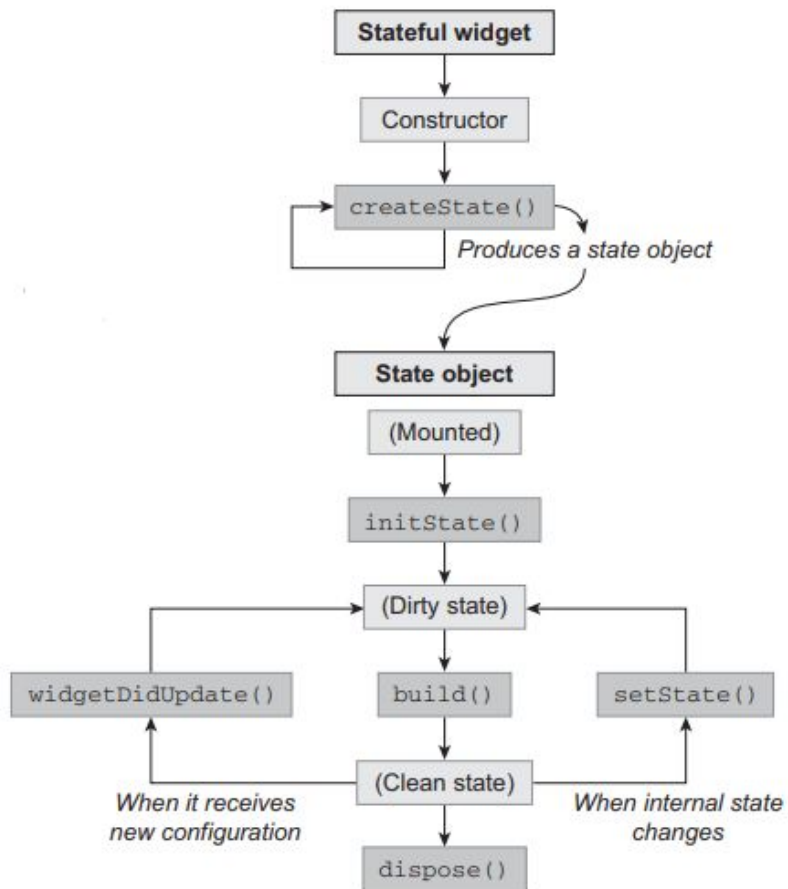 Stateful widget
Constructor
createState()
Produces a state object
State object
(Mounted)
initState()
(Dirty state)
widgetDidUpdate()
build()
setState()
(Clean state)
When it receives
new configuration
When internal state
changes
dispose()